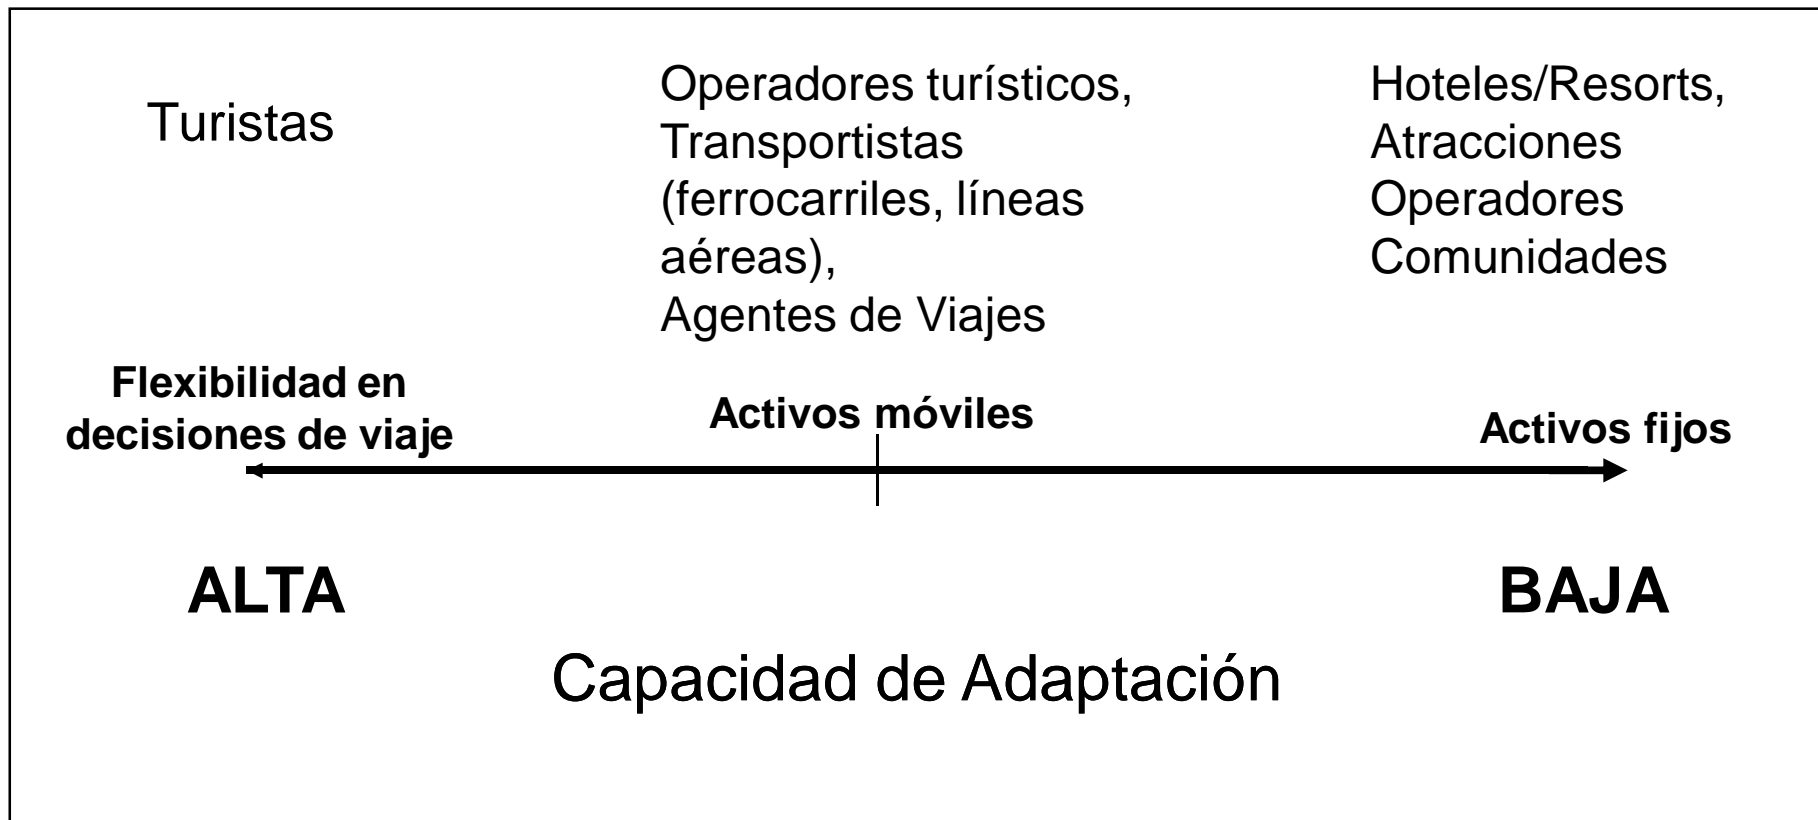 Turistas
Operadores turísticos,
Transportistas
(ferrocarriles, líneas
aéreas),
Agentes de Viajes
Hoteles/Resorts,
Atracciones
Operadores
Comunidades
Flexibilidad en
decisiones de viaje
Activos móviles
Activos fijos
ALTA
BAJA
Capacidad de Adaptación